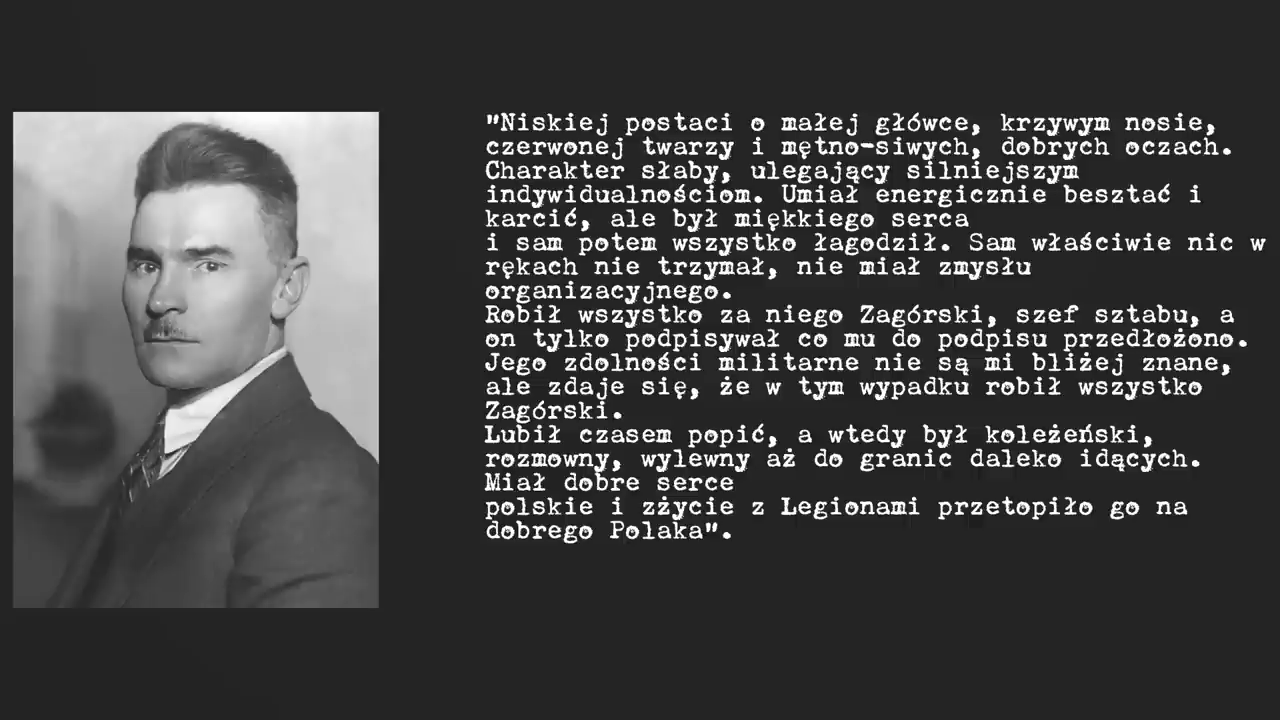 "Niskiej postaci o małej główce, krzywym nosie,
czerwonej twarzy i mętno-siwych, dobrych oczach.
Charakter słaby, ulegający silniejszym
indywidualnościom. Umiał energicznie besztać i
karcić, ale był miękkiego serca
i sam potem wszystko łagodził. Sam właściwie nic w
rękach nie trzymał, nie miał zmysłu
organizacyjnego.
Robił wszystko za niego Zagórski, szef sztabu, a
on tylko podpisywał co mu do podpisu przedłożono.
Jego zdolności militarne nie są mi bliżej znane,
ale zdaje się, że w tym wypadku robił wszystko
Zagórski.
Lubił czasem popić, a wtedy był koleżeński,
rozmowny, wylewny aż do granic daleko idących.
Miał dobre serce
polskie i zżycie z Legionami przetopiło go na
dobrego Polaka".